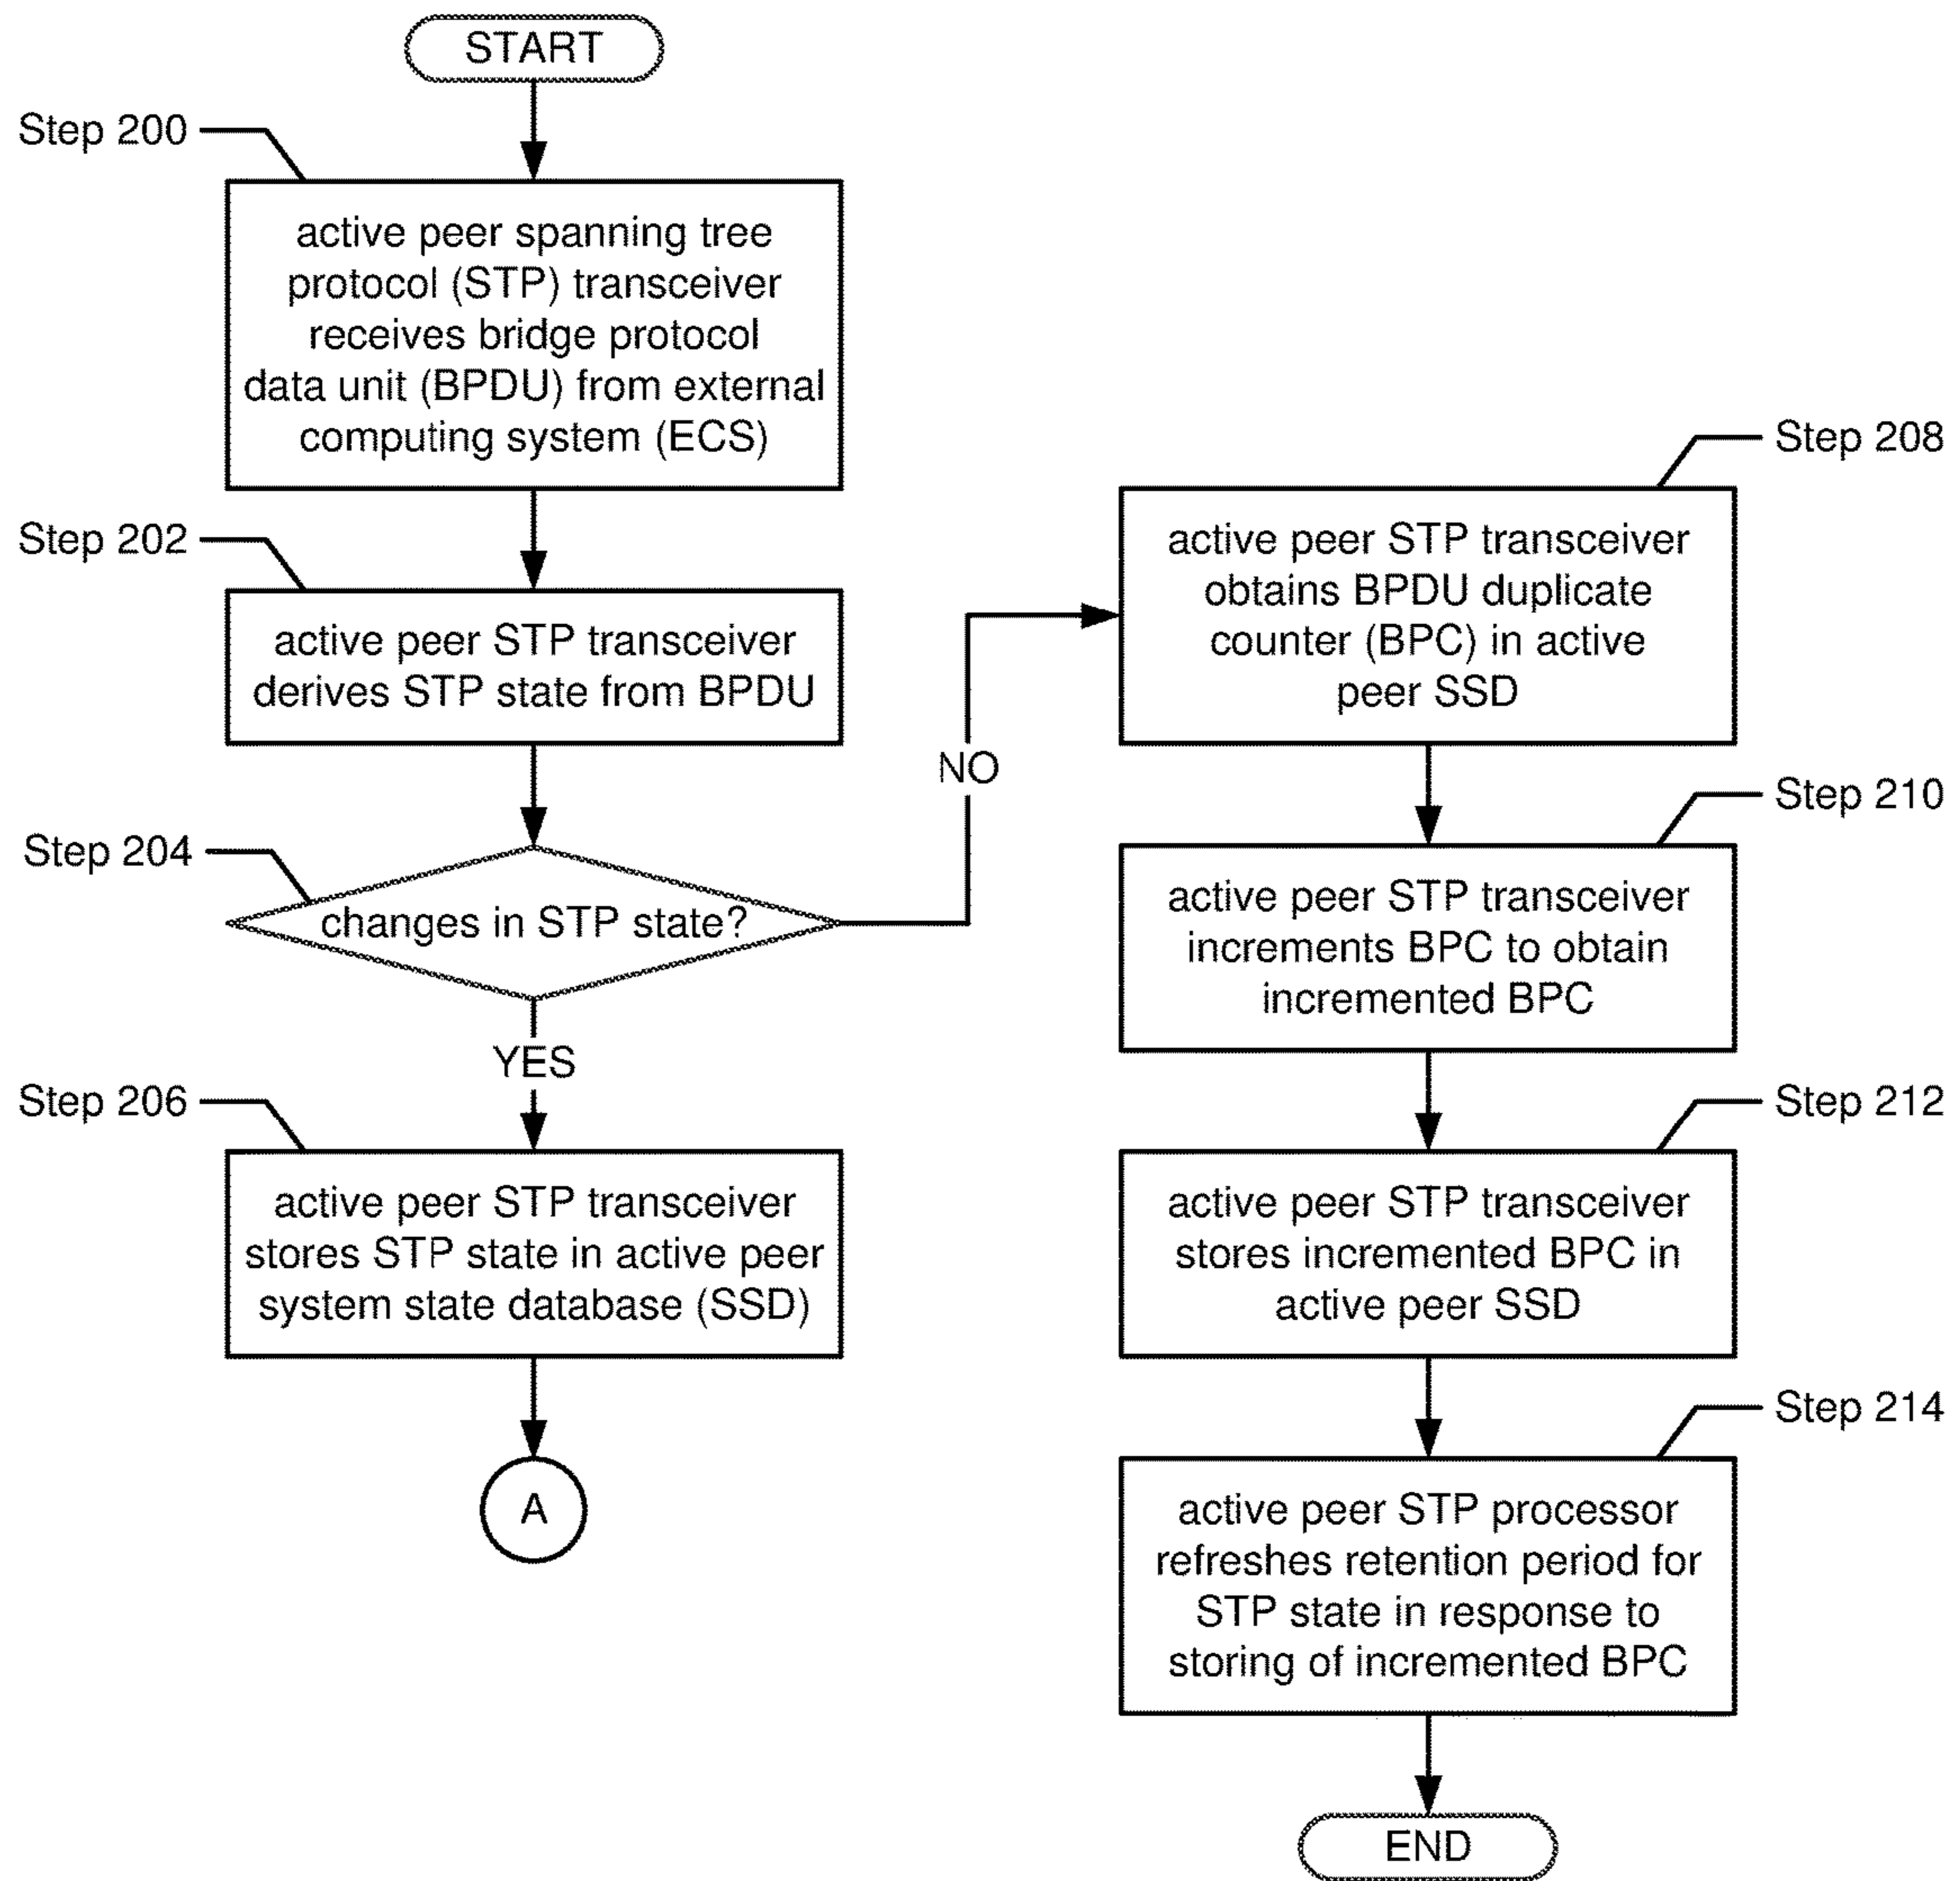 START
Step 200
active peer spanning tree
protocol (STP) transceiver
receives bridge protocol
data unit (BPDU) from external
computing system (ECS)
Step 202
active peer STP transceiver
derives STP state from BPDU
Step 204
changes in STP state?
NO
YES
Step 206
active peer STP transceiver
stores STP state in active peer
system state database (SSD)
A
Step 208
active peer STP transceiver
obtains BPDU duplicate
counter (BPC) in active
peer SSD
Step 210
active peer STP transceiver
increments BPC to obtain
incremented BPC
Step 212
active peer STP transceiver
stores incremented BPC in
active peer SSD
Step 214
active peer STP processor
refreshes retention period for
STP state in response to
storing of incremented BPC
END